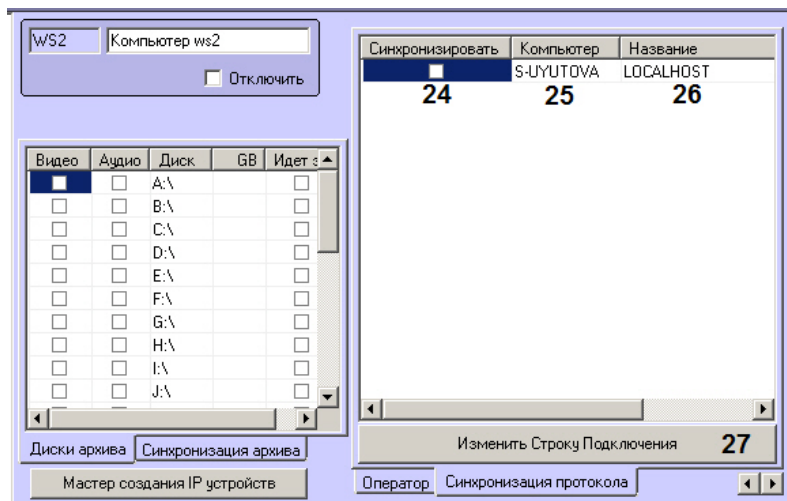 WS2 Компьютер ws2
Отключить
Видео Аудио Диск GB Идет з
A:\
B:\
C:\
D:\
E:\
F:\
G:\
H:\
I:\
J:\
Диски архива Синхронизация архива
Мастер создания IP устройств
Синхронизировать Компьютер Название
S-UYUTOVA LOCALHOST
24 25 26
Изменить Строку Подключения 27
Оператор Синхронизация протокола